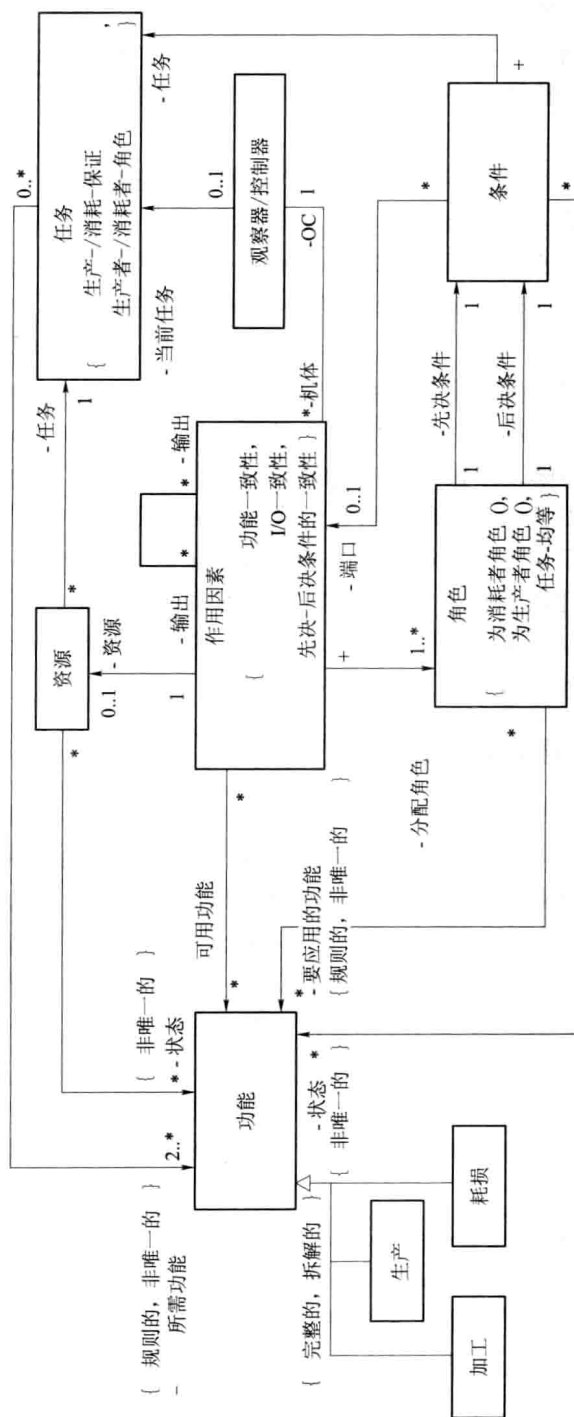 { 规则的，非唯一的 }
- 所需功能
2..*
0..*
任务
生产-/消耗-保证
{ 生产者-/消耗者-角色 }
- 任务
{ 非唯一的 }
* - 状态
*
资源
*
- 任务
1
- 资源
0..1
1
- 当前任务
0..1
观察器/控制器
1
-OC
*-机体
- 输出
*
*
- 输出
作用因素
{ 功能一致性，
I/O一致性，
先决-后决条件的一致性 }
可用功能
*
*
功能
{ 完整的，拆解的 }
生产
加工
耗损
- 状态
*
{ 非唯一的 }
*
- 要应用的功能
{ 规则的，非唯一的 }
- 分配角色
+
1..*
- 端口
0..1
*
角色
{ 为消耗者角色 ()，
为生产者角色 ()，
任务-均等 }
*
1
-先决条件
1
1
-后决条件
1
条件
+
*